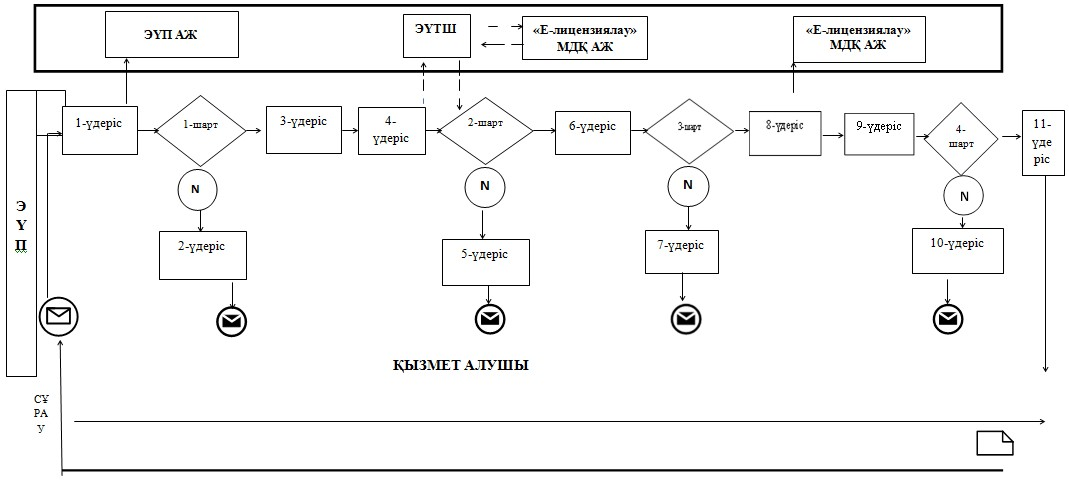 ЭҮП АЖ
ЭҮТШ
«Е-лицензиялау»
МДҚ АЖ
«Е-лицензиялау»
МДҚ АЖ
1-үдеріс
1-шарт
3-үдеріс
4-
үдеріс
2-шарт
6-үдеріс
3-шарт
8-үдеріс
9-үдеріс
4-
шарт
11-
үде
ріс
N
N
N
N
Э
Ү
П
2-үдеріс
5-үдеріс
7-үдеріс
10-үдеріс
ҚЫЗМЕТ АЛУШЫ
СҰ
РА
У